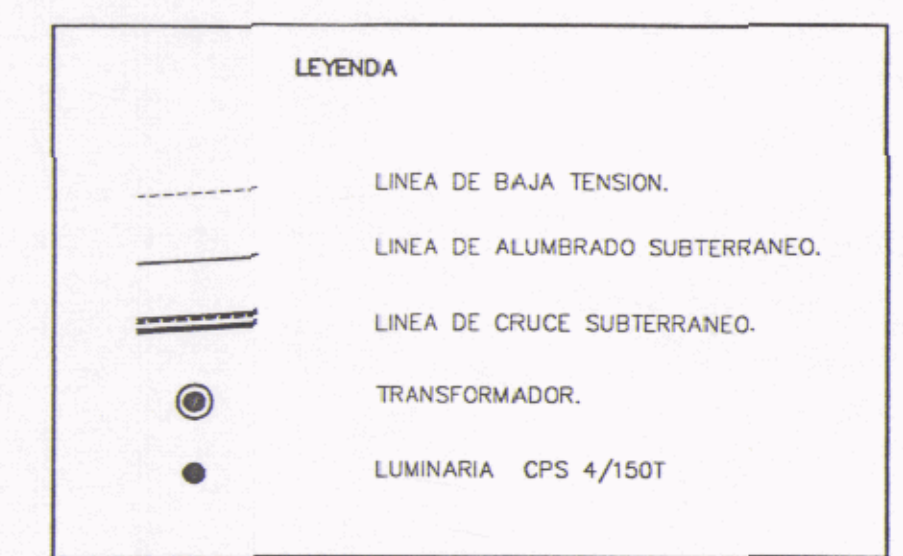 LEYENDA
LINEA DE BAJA TENSION.
LINEA DE ALUMBRADO SUBTERRANEO.
LINEA DE CRUCE SUBTERRANEO.
TRANSFORMADOR.
LUMINARIA CPS 4/150T